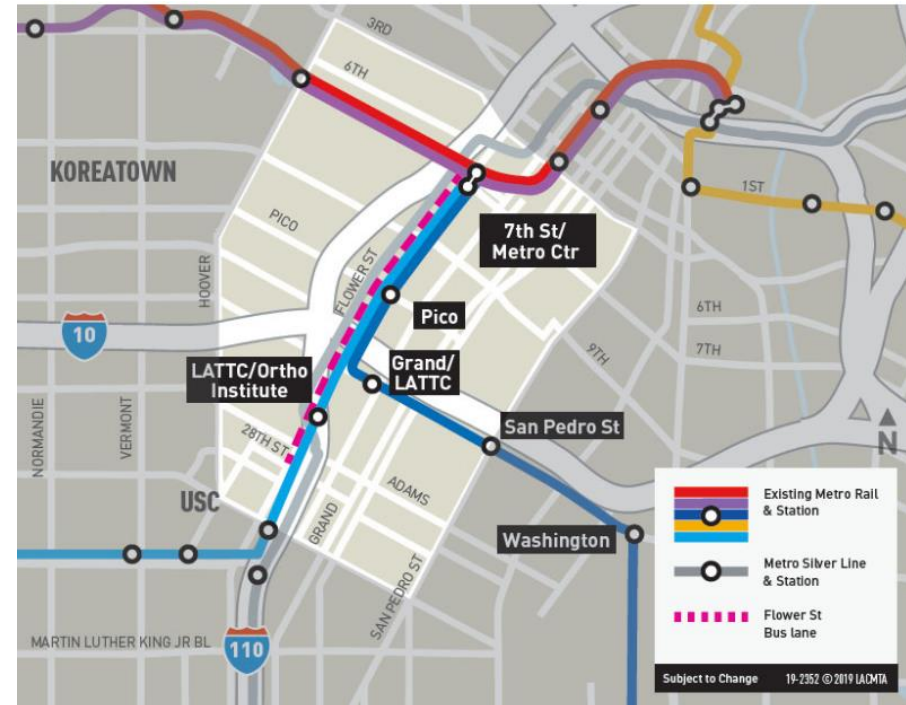 3RD
6TH
KOREATOWN
1ST
PICO
7th St/
Metro Ctr
HOOVER
FLOWER ST
6TH
Pico
10
9TH
7TH
LATTC/Ortho
Institute
Grand/
LATTC
NORMANDIE
VERMONT
28TH ST
San Pedro St
N
ADAMS
USC
GRAND
Washington
SAN PEDRO ST
MARTIN LUTHER KING JR BL
110
Existing Metro Rail
& Station
Metro Silver Line
& Station
Flower St
Bus lane
Subject to Change 19-2352 © 2019 LACMTA